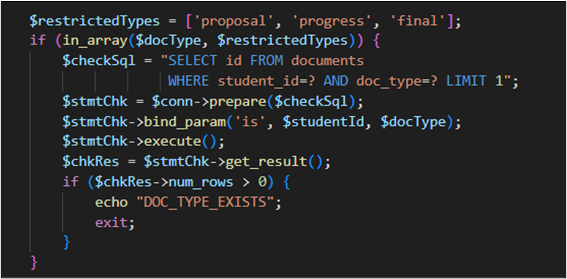 $restrictedTypes = ['proposal', 'progress', 'final'];
if (in_array($docType, $restrictedTypes)) {
    $checkSql = "SELECT id FROM documents
                WHERE student_id=? AND doc_type=? LIMIT 1";
    $stmtChk = $conn->prepare($checkSql);
    $stmtChk->bind_param('is', $studentId, $docType);
    $stmtChk->execute();
    $chkRes = $stmtChk->get_result();
    if ($chkRes->num_rows > 0) {
        echo "DOC_TYPE_EXISTS";
        exit;
    }
}